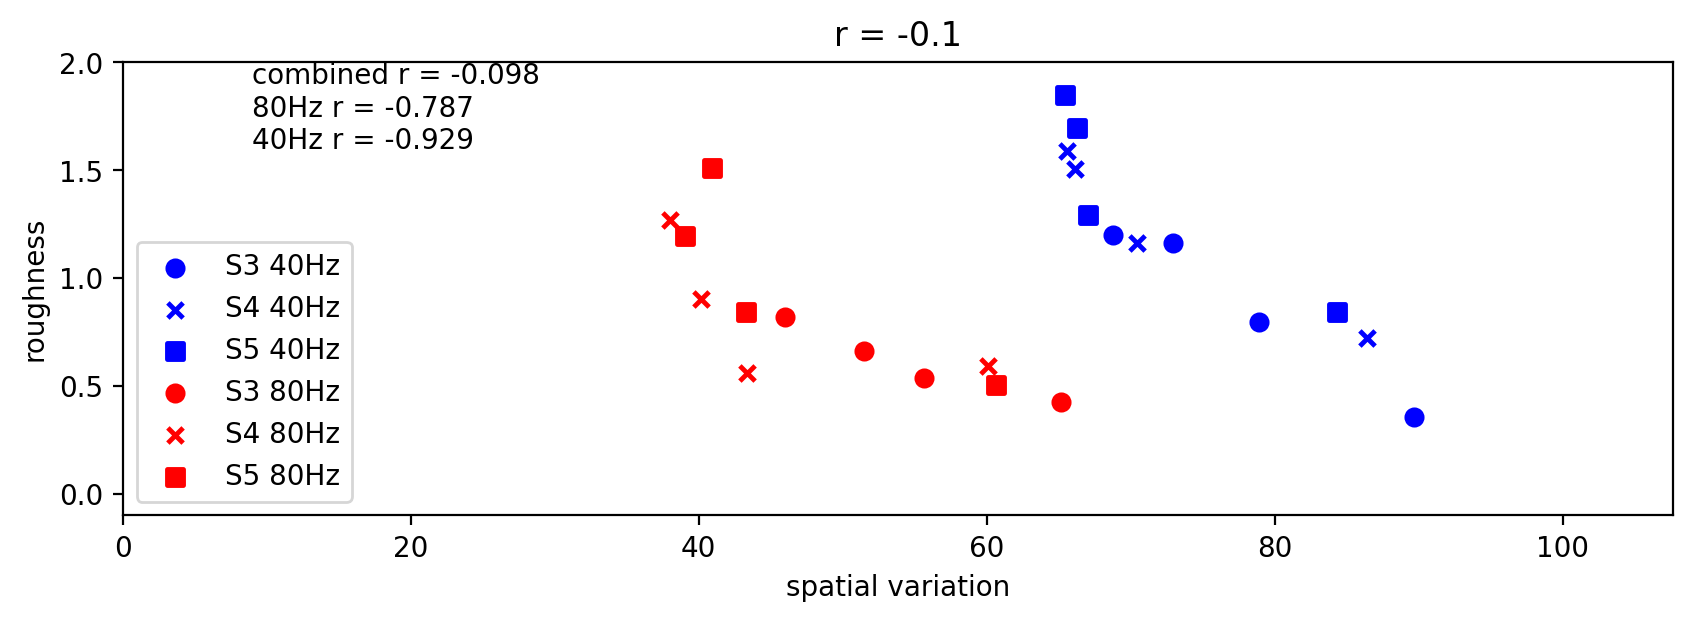 r = -0.1
combined r = -0.098
80Hz r = -0.787
40Hz r = -0.929
2.0
1.5
1.0
0.5
0.0
roughness
S3 40Hz
S4 40Hz
S5 40Hz
S3 80Hz
S4 80Hz
S5 80Hz
0 20 40 60 80 100
spatial variation